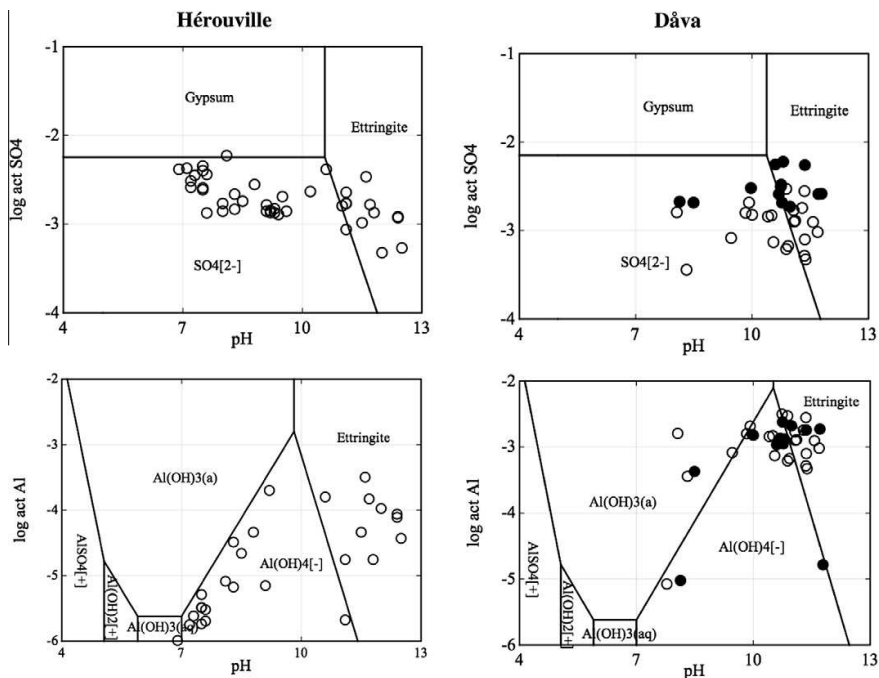 Hérouville
Dåva
-1
-2
-3
-4
log act SO4
Gypsum
Ettringite
SO4[2-]
4
7
10
13
pH
-1
-2
-3
-4
log act SO4
Gypsum
Ettringite
SO4[2-]
4
7
10
13
pH
-2
-3
-4
-5
-6
log act Al
Ettringite
Al(OH)3(a)
AlSO4[+]
Al(OH)2[+]
Al(OH)4[-]
Al(OH)3(aq)
4
7
10
13
pH
-2
-3
-4
-5
-6
log act Al
Ettringite
Al(OH)3(a)
AlSO4[+]
Al(OH)2[+]
Al(OH)4[-]
Al(OH)3(aq)
4
7
10
13
pH